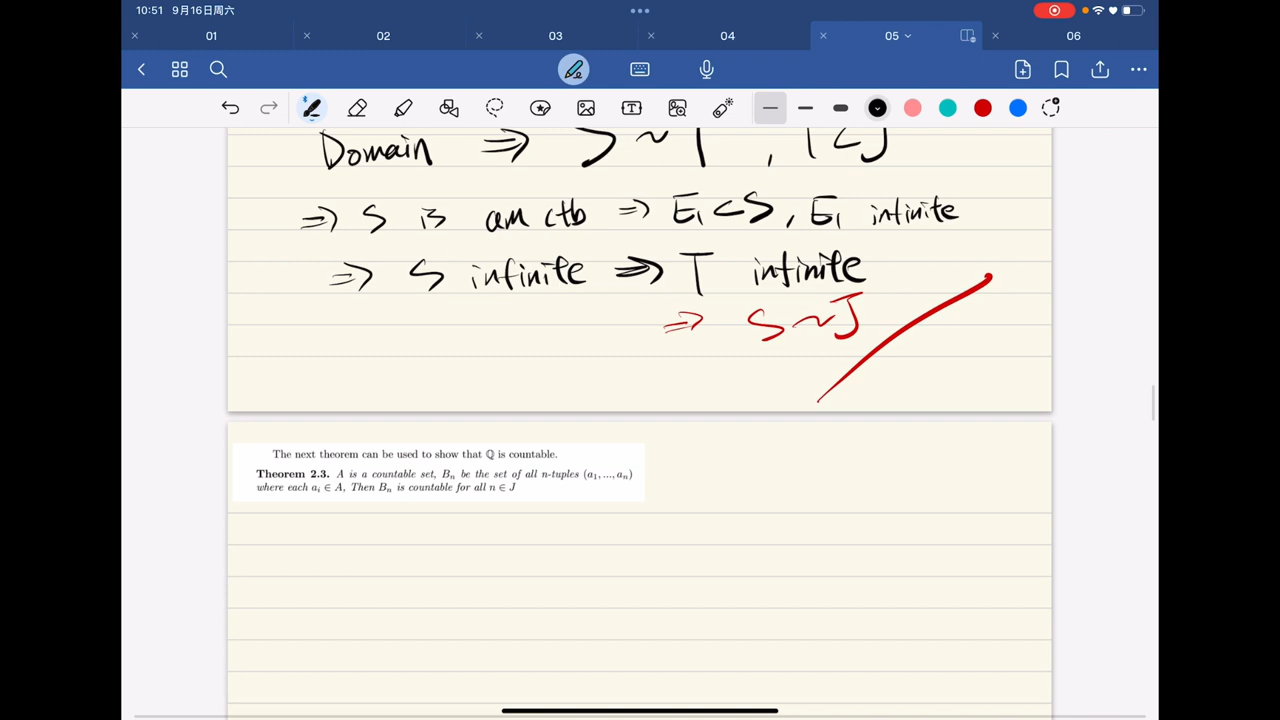 10:51 9月16日周六
01 02 03 04 05 06
Domain ⇒ S ~ T , T ⊂ J
⇒ S is am ctb ⇒ E₁ ⊂ S, E₁ infinite
⇒ S infinite ⇒ T infinite
⇒ S ~ J
The next theorem can be used to show that ℚ is countable.
Theorem 2.3. A is a countable set, Bₙ be the set of all n-tuples (a₁, ..., aₙ)
where each aᵢ ∈ A, Then Bₙ is countable for all n ∈ J